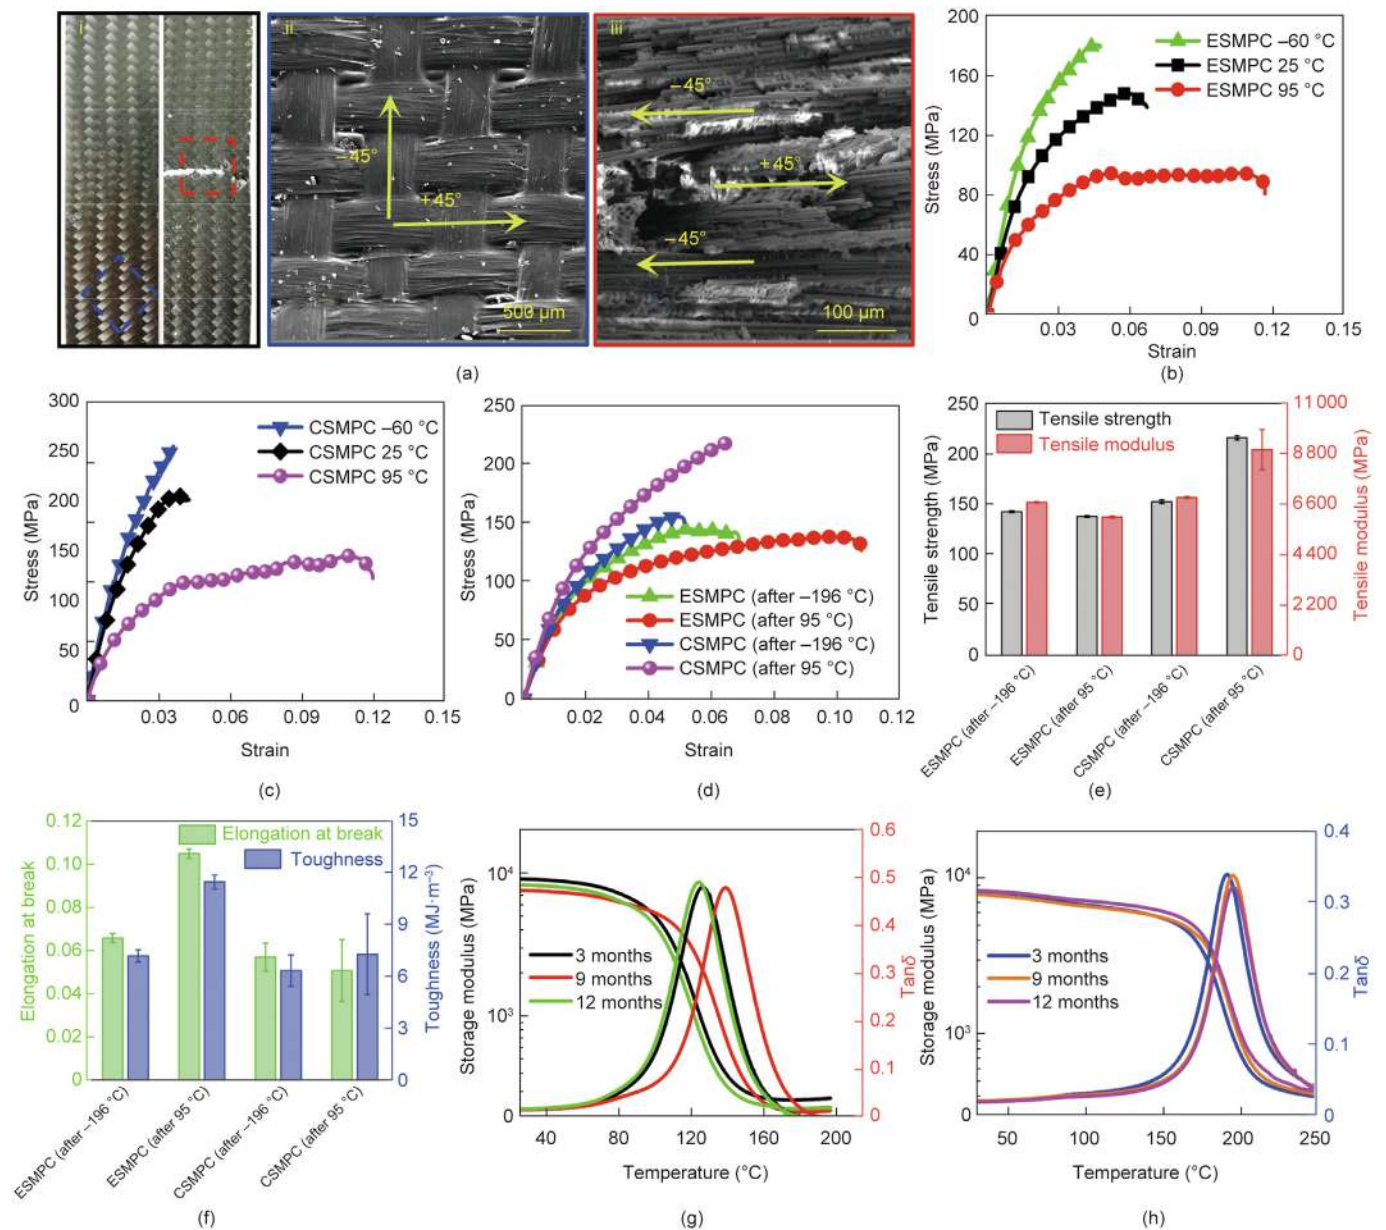 i
ii
−45°
+45°
500 μm
iii
−45°
+45°
−45°
100 μm
(a)
200
160
120
80
40
0
Stress (MPa)
ESMPC −60 °C
ESMPC 25 °C
ESMPC 95 °C
0.03 0.06 0.09 0.12 0.15
Strain
(b)
300
250
200
150
100
50
0
Stress (MPa)
CSMPC −60 °C
CSMPC 25 °C
CSMPC 95 °C
0.03 0.06 0.09 0.12 0.15
Strain
(c)
250
200
150
100
50
0
Stress (MPa)
ESMPC (after −196 °C)
ESMPC (after 95 °C)
CSMPC (after −196 °C)
CSMPC (after 95 °C)
0.02 0.04 0.06 0.08 0.10 0.12
Strain
(d)
250
200
150
100
50
0
Tensile strength (MPa)
Tensile strength
Tensile modulus
11 000
8 800
6 600
4 400
2 200
0
Tensile modulus (MPa)
ESMPC (after −196 °C)
ESMPC (after 95 °C)
CSMPC (after −196 °C)
CSMPC (after 95 °C)
(e)
0.12
0.10
0.08
0.06
0.04
0.02
0
Elongation at break
Elongation at break
Toughness
15
12
9
6
3
0
Toughness (MJ·m⁻³)
ESMPC (after −196 °C)
ESMPC (after 95 °C)
CSMPC (after −196 °C)
CSMPC (after 95 °C)
(f)
10⁴
10³
0
Storage modulus (MPa)
3 months
9 months
12 months
0.6
0.5
0.4
0.3
0.2
0.1
0
Tanδ
40 80 120 160 200
Temperature (°C)
(g)
10⁴
10³
0
Storage modulus (MPa)
3 months
9 months
12 months
0.4
0.3
0.2
0.1
0
Tanδ
50 100 150 200 250
Temperature (°C)
(h)